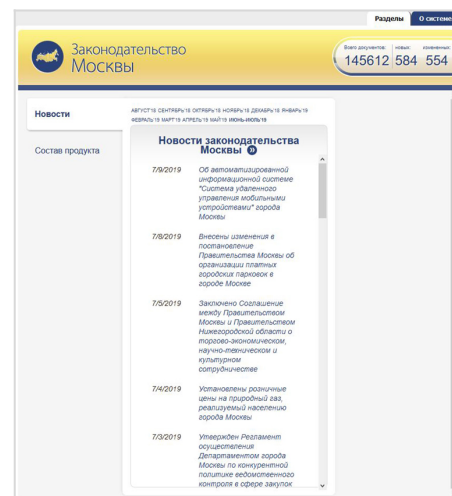 Разделы О системе
Законодательство
Москвы
Всего документов: новых: измененных
145612 584 554
Новости
Состав продукта
АВГУСТ'18 СЕНТЯБРЬ'18 ОКТЯБРЬ'18 НОЯБРЬ'18 ДЕКАБРЬ'18 ЯНВАРЬ'19
ФЕВРАЛЬ'19 МАРТ'19 АПРЕЛЬ'19 МАЙ'19 ИЮНЬ-ИЮЛЬ'19
Новости законодательства
Москвы
7/9/2019 Об автоматизированной
информационной системе
"Система удаленного
управления мобильными
устройствами" города
Москвы
7/8/2019 Внесены изменения в
постановление
Правительства Москвы об
организации платных
городских парковок в
городе Москве
7/5/2019 Заключено Соглашение
между Правительством
Москвы и Правительством
Нижегородской области о
торгово-экономическом,
научно-техническом и
культурном
сотрудничестве
7/4/2019 Установлены розничные
цены на природный газ,
реализуемый населению
города Москвы
7/3/2019 Утвержден Регламент
осуществления
Департаментом города
Москвы по конкурентной
политике ведомственного
контроля в сфере закупок